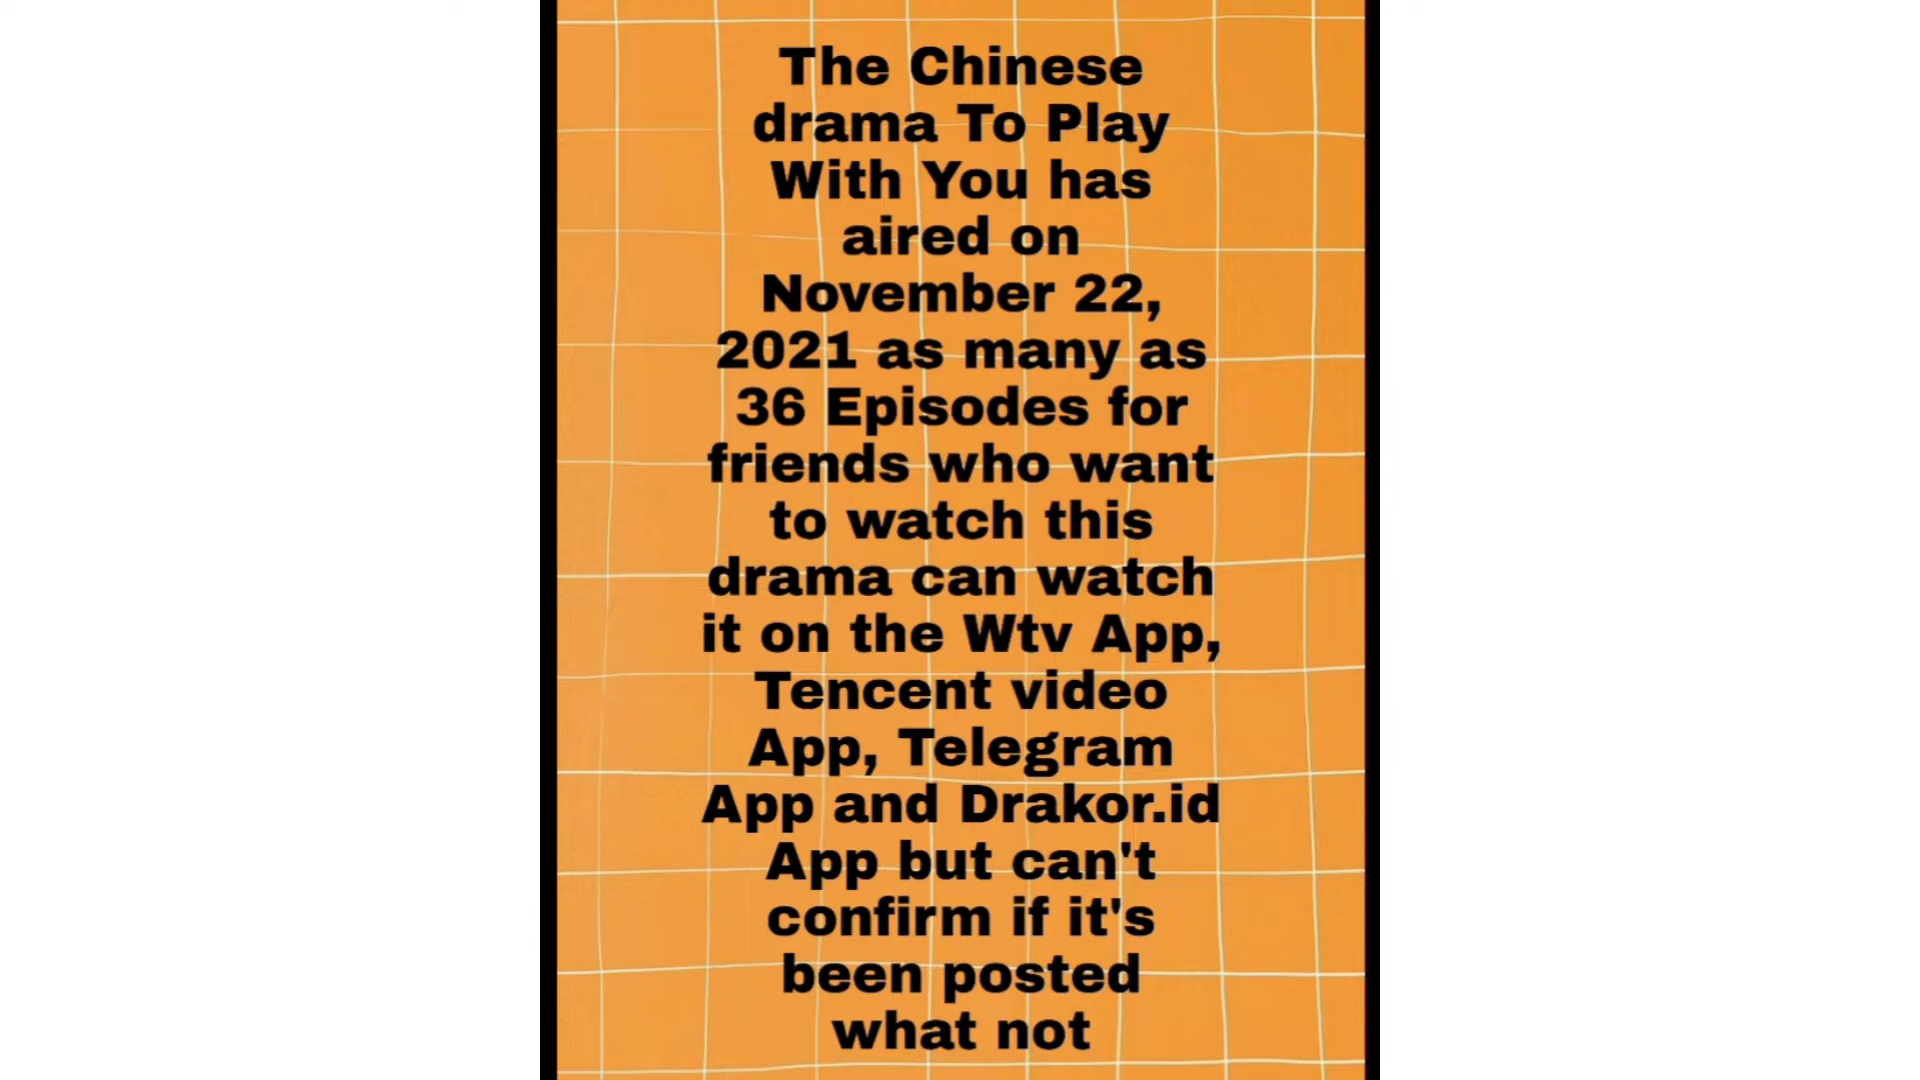 The Chinese
drama To Play
With You has
aired on
November 22,
2021 as many as
36 Episodes for
friends who want
to watch this
drama can watch
it on the Wtv App,
Tencent video
App, Telegram
App and Drakor.id
App but can't
confirm if it's
been posted
what not